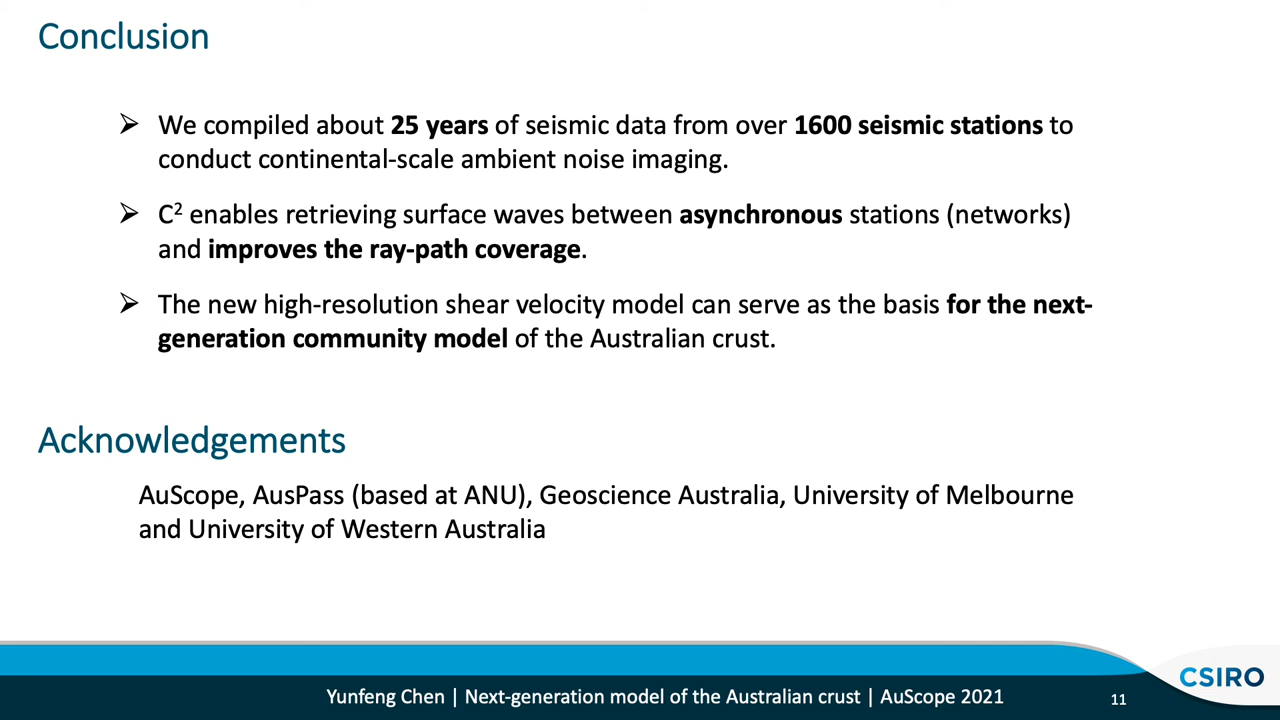 Conclusion
➢ We compiled about 25 years of seismic data from over 1600 seismic stations to
conduct continental-scale ambient noise imaging.
➢ C² enables retrieving surface waves between asynchronous stations (networks)
and improves the ray-path coverage.
➢ The new high-resolution shear velocity model can serve as the basis for the next-
generation community model of the Australian crust.
Acknowledgements
AuScope, AusPass (based at ANU), Geoscience Australia, University of Melbourne
and University of Western Australia
CSIRO
Yunfeng Chen | Next-generation model of the Australian crust | AuScope 2021
11